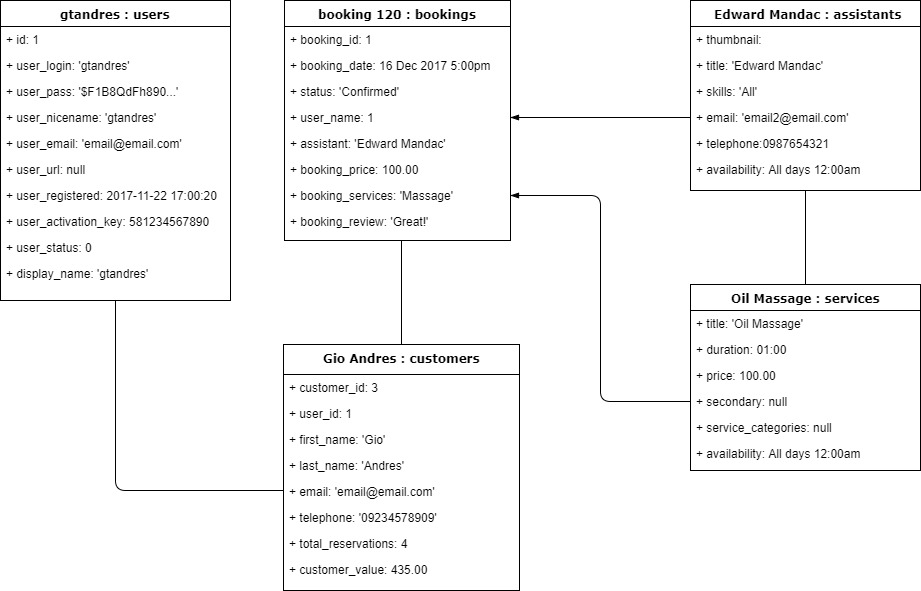 gtandres : users
+ id: 1
+ user_login: 'gtandres'
+ user_pass: '$F1B8QdFh890...'
+ user_nicename: 'gtandres'
+ user_email: 'email@email.com'
+ user_url: null
+ user_registered: 2017-11-22 17:00:20
+ user_activation_key: 581234567890
+ user_status: 0
+ display_name: 'gtandres'
booking 120 : bookings
+ booking_id: 1
+ booking_date: 16 Dec 2017 5:00pm
+ status: 'Confirmed'
+ user_name: 1
+ assistant: 'Edward Mandac'
+ booking_price: 100.00
+ booking_services: 'Massage'
+ booking_review: 'Great!'
Edward Mandac : assistants
+ thumbnail:
+ title: 'Edward Mandac'
+ skills: 'All'
+ email: 'email2@email.com'
+ telephone:0987654321
+ availability: All days 12:00am
Gio Andres : customers
+ customer_id: 3
+ user_id: 1
+ first_name: 'Gio'
+ last_name: 'Andres'
+ email: 'email@email.com'
+ telephone: '09234578909'
+ total_reservations: 4
+ customer_value: 435.00
Oil Massage : services
+ title: 'Oil Massage'
+ duration: 01:00
+ price: 100.00
+ secondary: null
+ service_categories: null
+ availability: All days 12:00am